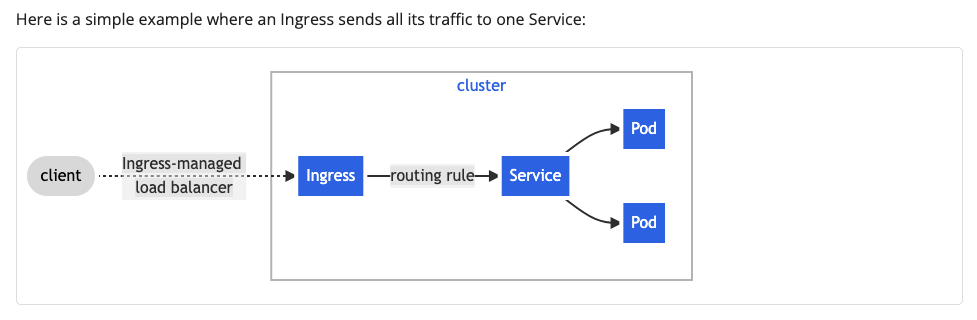 Here is a simple example where an Ingress sends all its traffic to one Service:
cluster
client
Ingress-managed
load balancer
Ingress
routing rule
Service
Pod
Pod